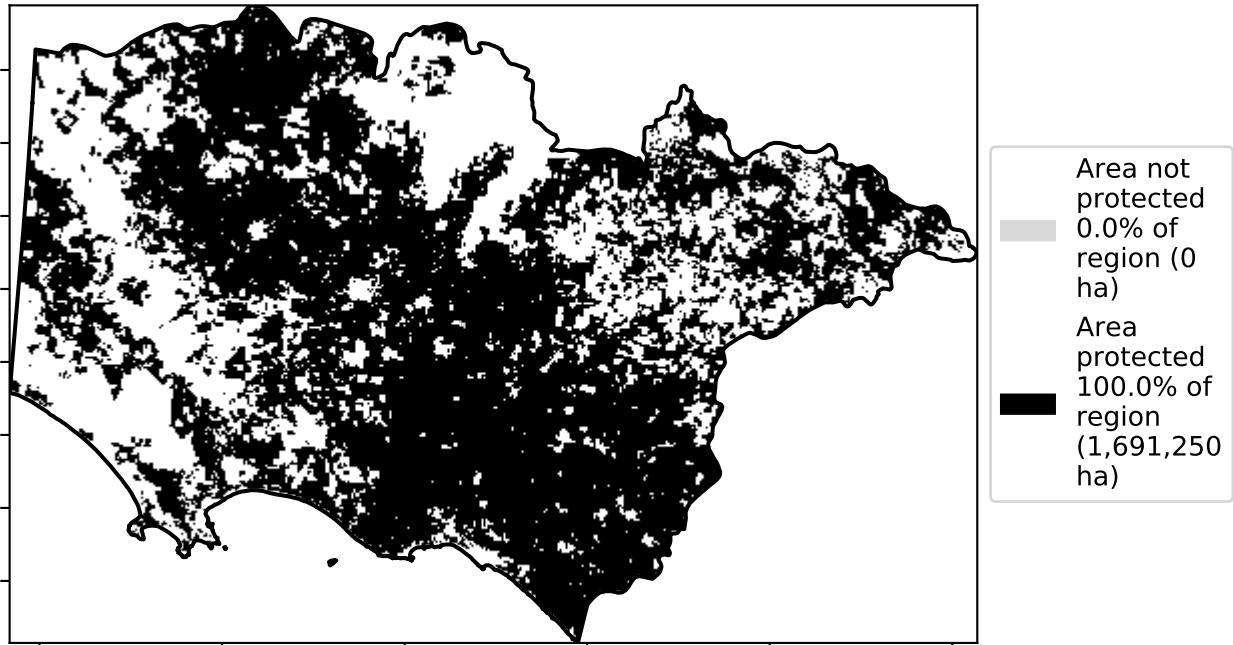 Area not
protected
0.0% of
region (0
ha)
Area
protected
100.0% of
region
(1,691,250
ha)